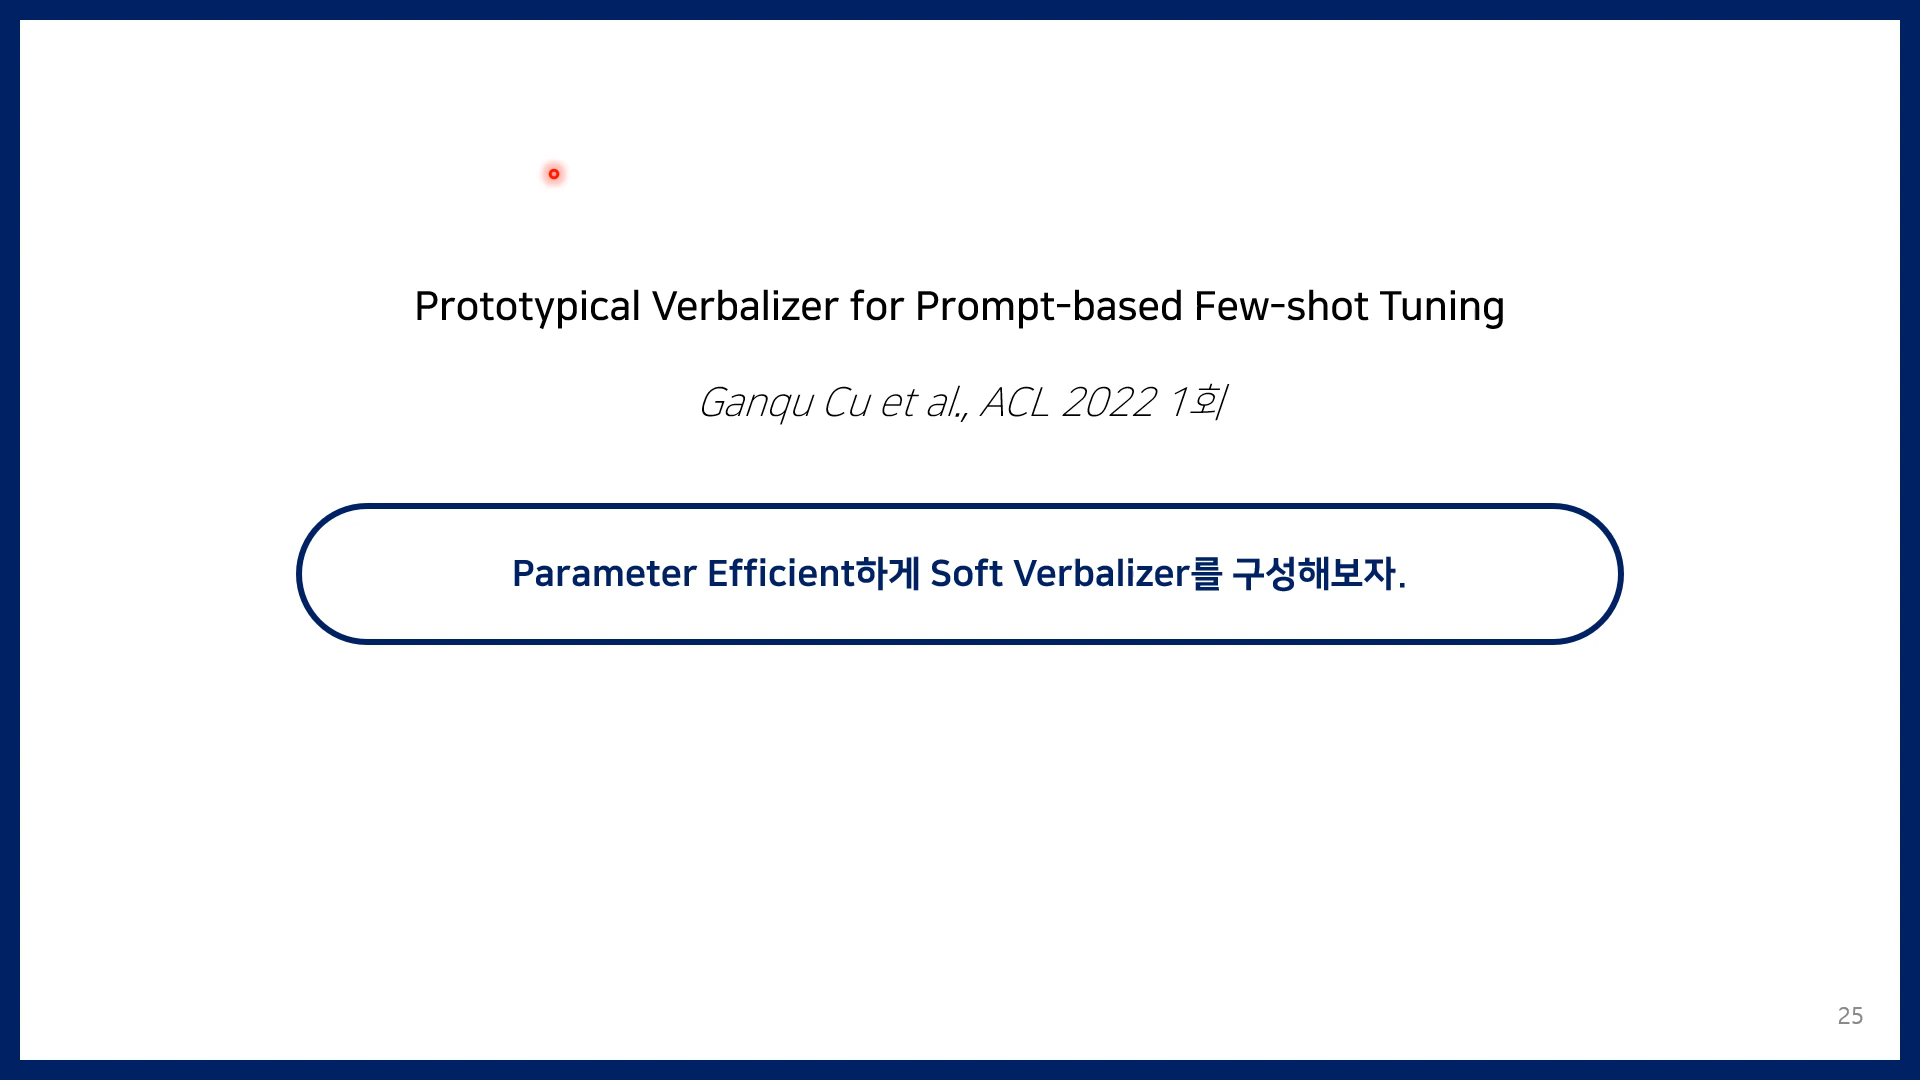 Prototypical Verbalizer for Prompt-based Few-shot Tuning
Ganqu Cu et al., ACL 2022 1회
Parameter Efficient하게 Soft Verbalizer를 구성해보자.
25